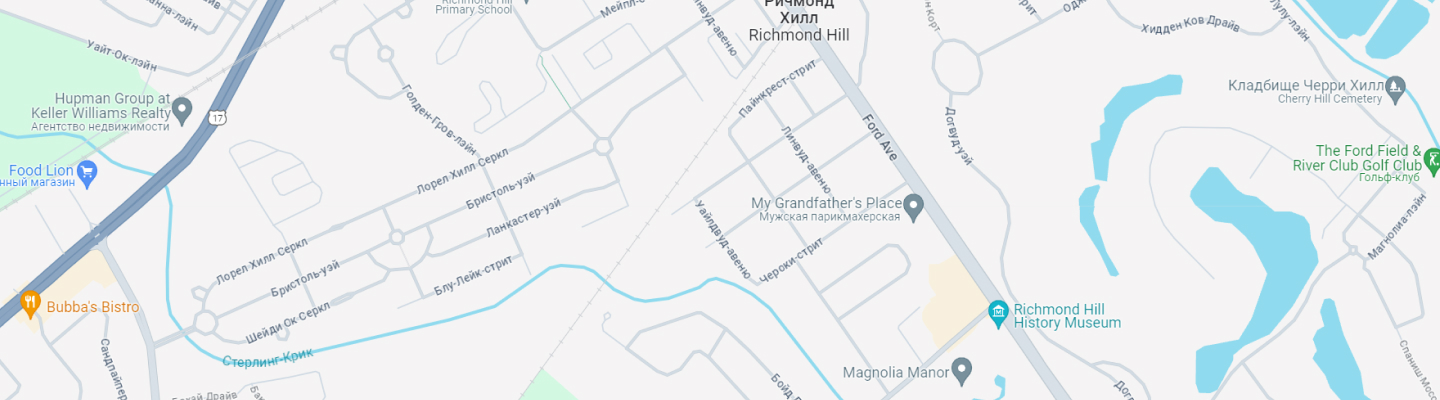 Уайт-Ок-лэйн
Hupman Group at
Keller Williams Realty
Агентство недвижимости
17
Food Lion
Bubba's Bistro
Richmond Hill
Primary School
Голден-Гров-лэйн
Лорел Хилл Серкл
Бристоль-уэй
Ланкастер-уэй
Блу-Лейк-стрит
Лорел Хилл Серкл
Бристоль-уэй
Шейди Ок Серкл
Стерлинг-Крик
Ричмонд
Хилл
Richmond Hill
Пайнкрест-стрит
Линвуд-авеню
Уайлдвуд-авеню
Чероки-стрит
Ford Ave
My Grandfather's Place
Мужская парикмахерская
Догвуд-уэй
Хидден Ков Драйв
Кладбище Черри Хилл
Cherry Hill Cemetery
The Ford Field &
River Club Golf Club
Гольф-клуб
Магнолиа-лэйн
Richmond Hill
History Museum
Magnolia Manor